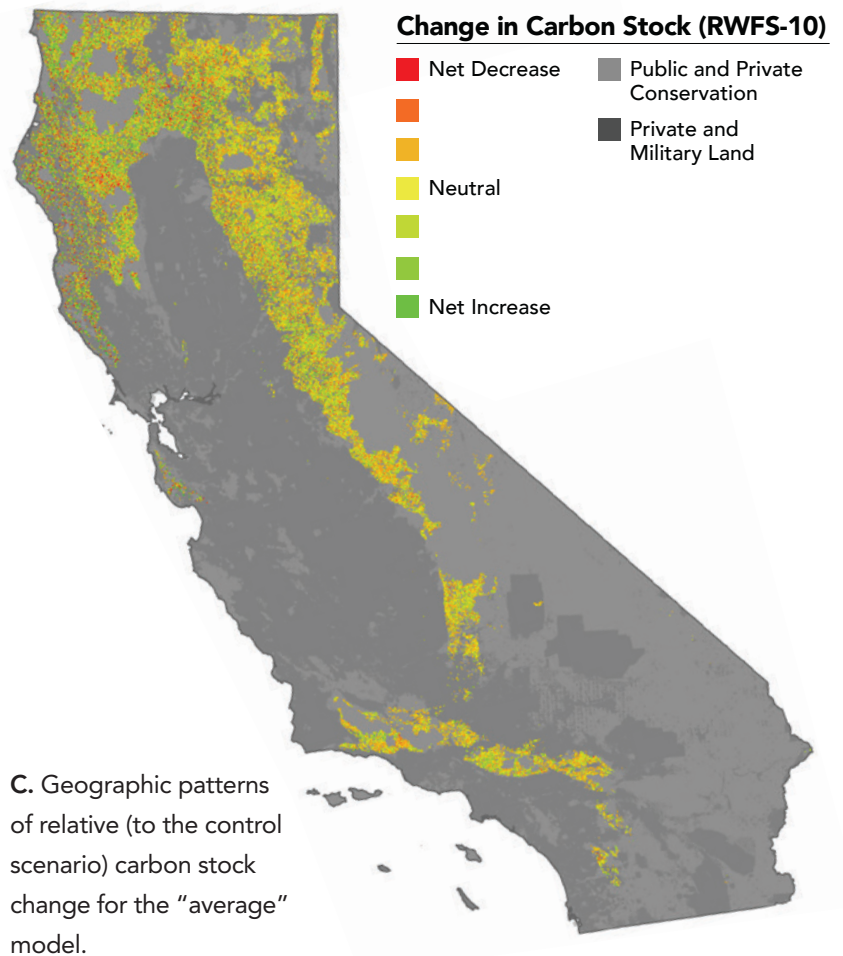 Change in Carbon Stock (RWFS-10)
Net Decrease
Neutral
Net Increase
Public and Private
Conservation
Private and
Military Land
C. Geographic patterns
of relative (to the control
scenario) carbon stock
change for the “average”
model.